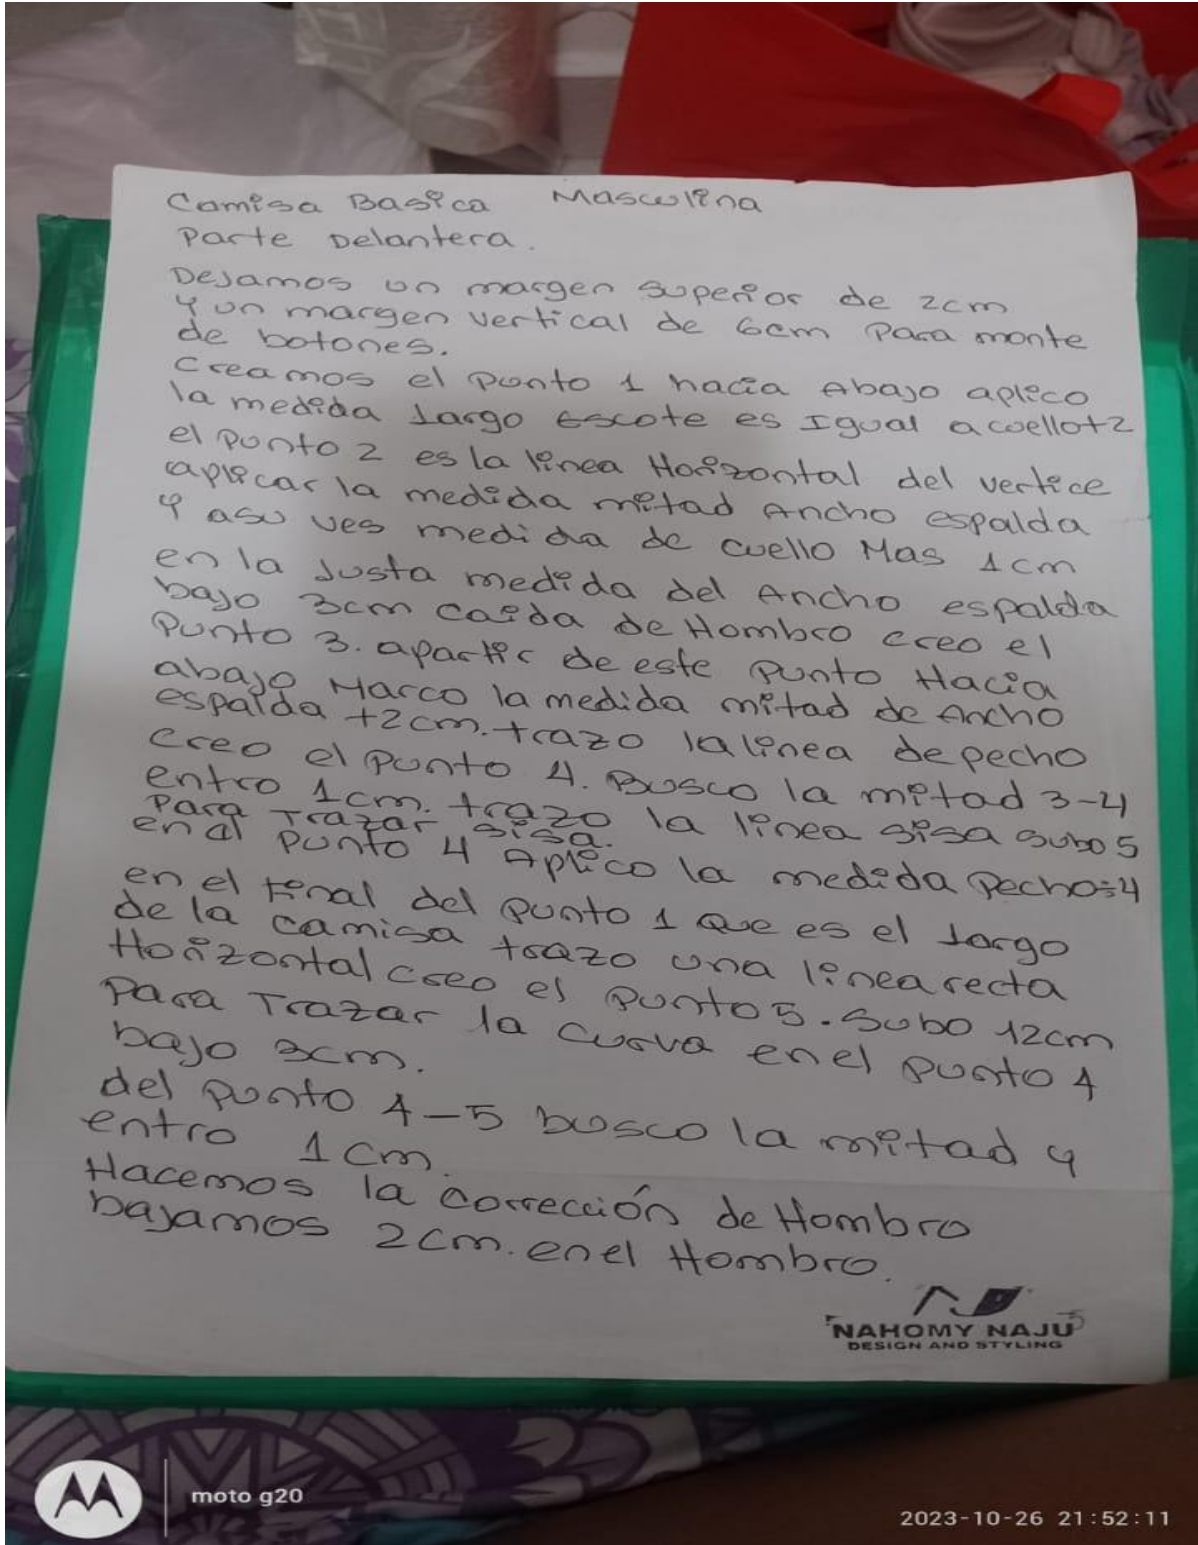 Camisa Basica Masculina
Parte Delantera.
Dejamos un margen superior de 2cm
y un margen vertical de 6cm Para monte
de botones.
Creamos el punto 1 hacia Abajo aplico
la medida Largo Escote es Igual a cuello+2
el punto 2 es la linea Horizontal del vertice
aplicar la medida mitad Ancho espalda
y asu ves medida de cuello Mas 1cm
en la Justa medida del Ancho espalda
bajo 3cm caida de Hombro creo el
Punto 3. apartir de este punto Hacia
abajo Marco la medida mitad de Ancho
espalda +2cm. trazo la linea de pecho
creo el punto 4. Busco la mitad 3-4
entro 1cm. trazo la linea sisa subo 5
Para Trazar sisa.
en el Punto 4 Aplico la medida Pecho÷4
en el final del punto 1 Que es el Largo
de la camisa trazo una linea recta
Horizontal creo el punto 5. Subo 12cm
Para Trazar la curva en el punto 4
bajo 3cm.
del punto 4-5 busco la mitad y
entro 1cm.
Hacemos la corrección de Hombro
bajamos 2cm. en el Hombro.
NAHOMY NAJU
DESIGN AND STYLING
moto g20
2023-10-26 21:52:11